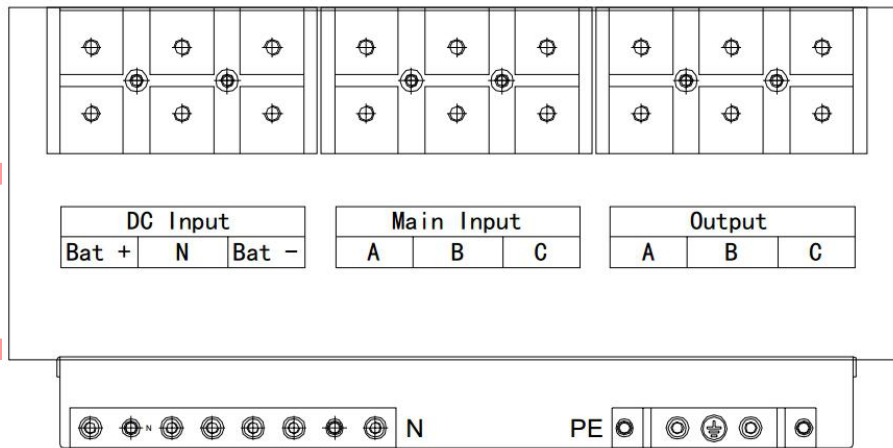 DC Input Main Input Output
Bat + N Bat - A B C A B C
N N PE